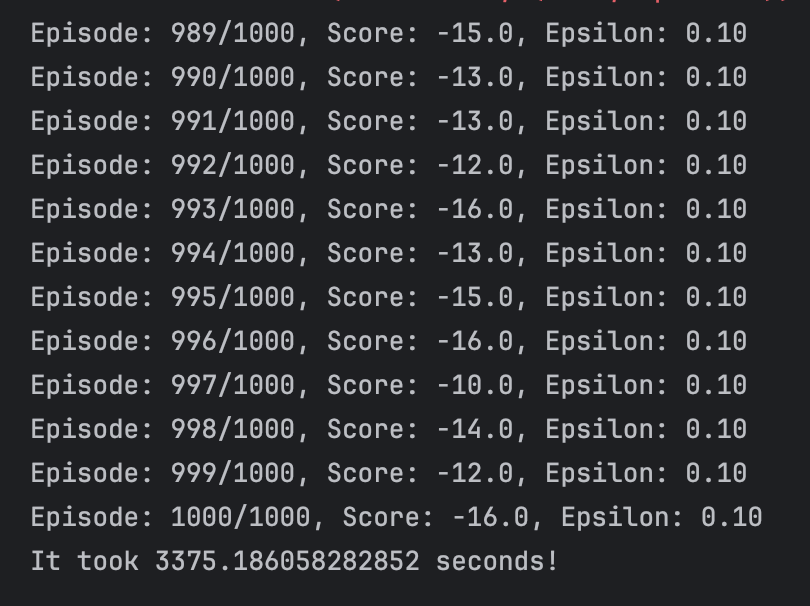 Episode: 989/1000, Score: -15.0, Epsilon: 0.10
Episode: 990/1000, Score: -13.0, Epsilon: 0.10
Episode: 991/1000, Score: -13.0, Epsilon: 0.10
Episode: 992/1000, Score: -12.0, Epsilon: 0.10
Episode: 993/1000, Score: -16.0, Epsilon: 0.10
Episode: 994/1000, Score: -13.0, Epsilon: 0.10
Episode: 995/1000, Score: -15.0, Epsilon: 0.10
Episode: 996/1000, Score: -16.0, Epsilon: 0.10
Episode: 997/1000, Score: -10.0, Epsilon: 0.10
Episode: 998/1000, Score: -14.0, Epsilon: 0.10
Episode: 999/1000, Score: -12.0, Epsilon: 0.10
Episode: 1000/1000, Score: -16.0, Epsilon: 0.10
It took 3375.186058282852 seconds!